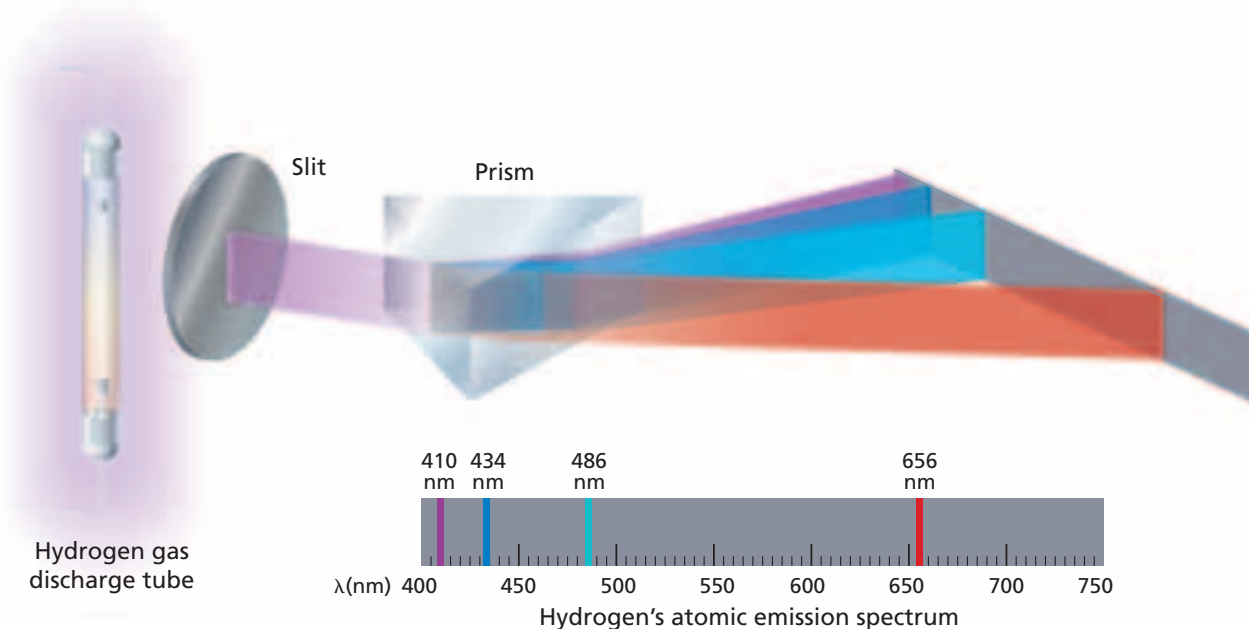 Slit
Prism
Hydrogen gas
discharge tube
410 434 486 656
nm nm nm nm
λ(nm) 400 450 500 550 600 650 700 750
Hydrogen's atomic emission spectrum